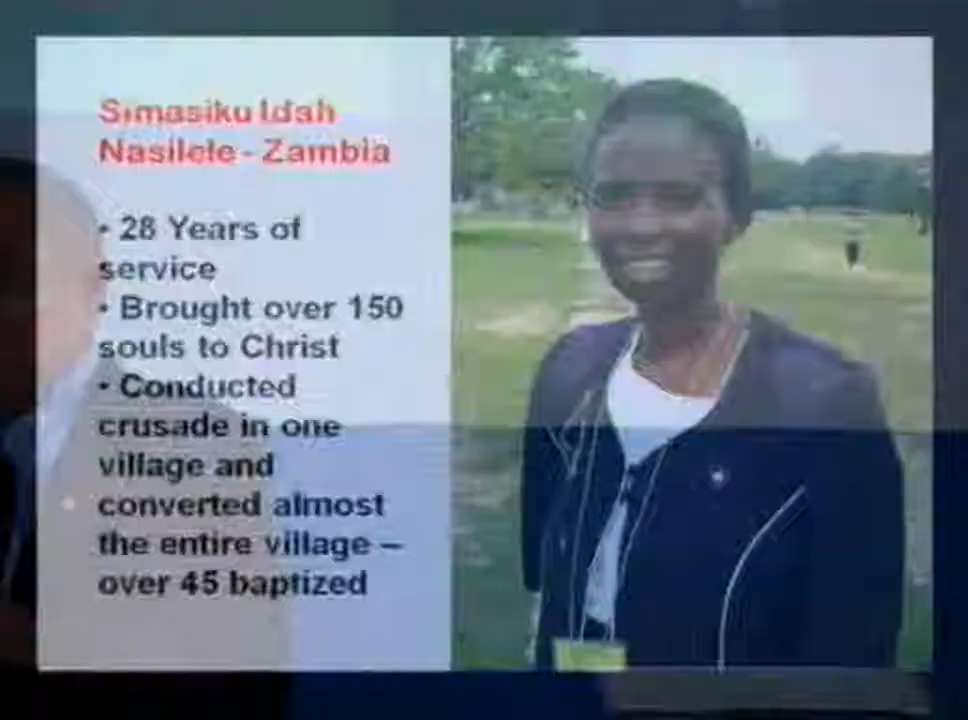 Simasiku Idah
Nasilele - Zambia
• 28 Years of
service
• Brought over 150
souls to Christ
• Conducted
crusade in one
village and
converted almost
the entire village –
over 45 baptized